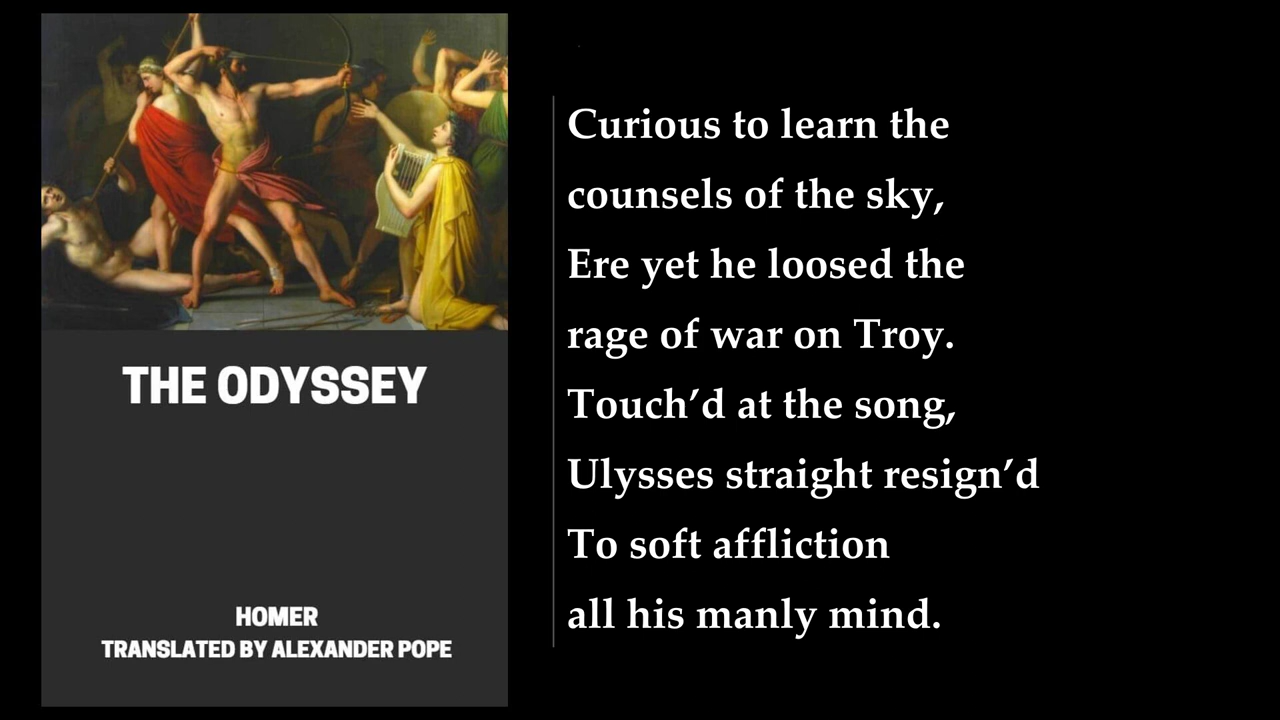 THE ODYSSEY
HOMER
TRANSLATED BY ALEXANDER POPE
Curious to learn the
counsels of the sky,
Ere yet he loosed the
rage of war on Troy.
Touch’d at the song,
Ulysses straight resign’d
To soft affliction
all his manly mind.